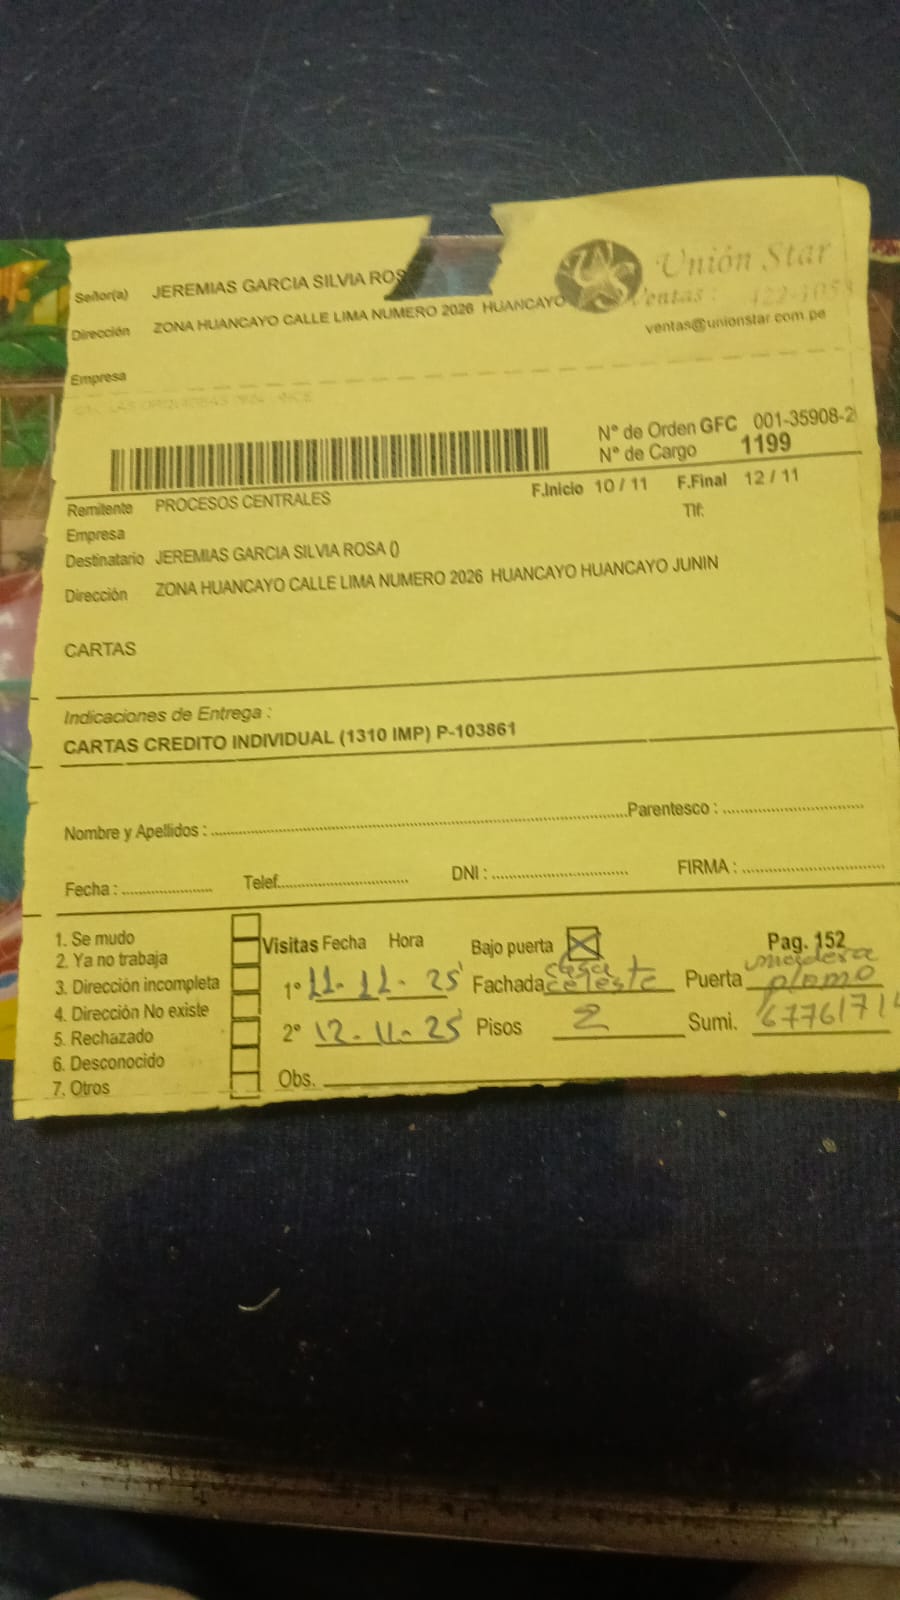 Señor(a) JEREMIAS GARCIA SILVIA ROS
Unión Star
Dirección ZONA HUANCAYO CALLE LIMA NUMERO 2026 HUANCAYO
Ventas :
ventas@unionstar.com.pe
Empresa
N° de Orden GFC 001-35908-2
N° de Cargo 1199
Remitente PROCESOS CENTRALES
F.Inicio 10 / 11 F.Final 12 / 11
Empresa
Tlf:
Destinatario JEREMIAS GARCIA SILVIA ROSA ()
Dirección ZONA HUANCAYO CALLE LIMA NUMERO 2026 HUANCAYO HUANCAYO JUNIN
CARTAS
Indicaciones de Entrega :
CARTAS CREDITO INDIVIDUAL (1310 IMP) P-103861
Nombre y Apellidos : Parentesco :
Fecha : Telef. DNI : FIRMA :
1. Se mudo
2. Ya no trabaja
3. Dirección incompleta
4. Dirección No existe
5. Rechazado
6. Desconocido
7. Otros
Visitas Fecha Hora Bajo puerta Pag. 152
1° 11-11-25 Fachada casa celeste Puerta madera plomo
2° 12-11-25 Pisos 2 Sumi.
Obs.